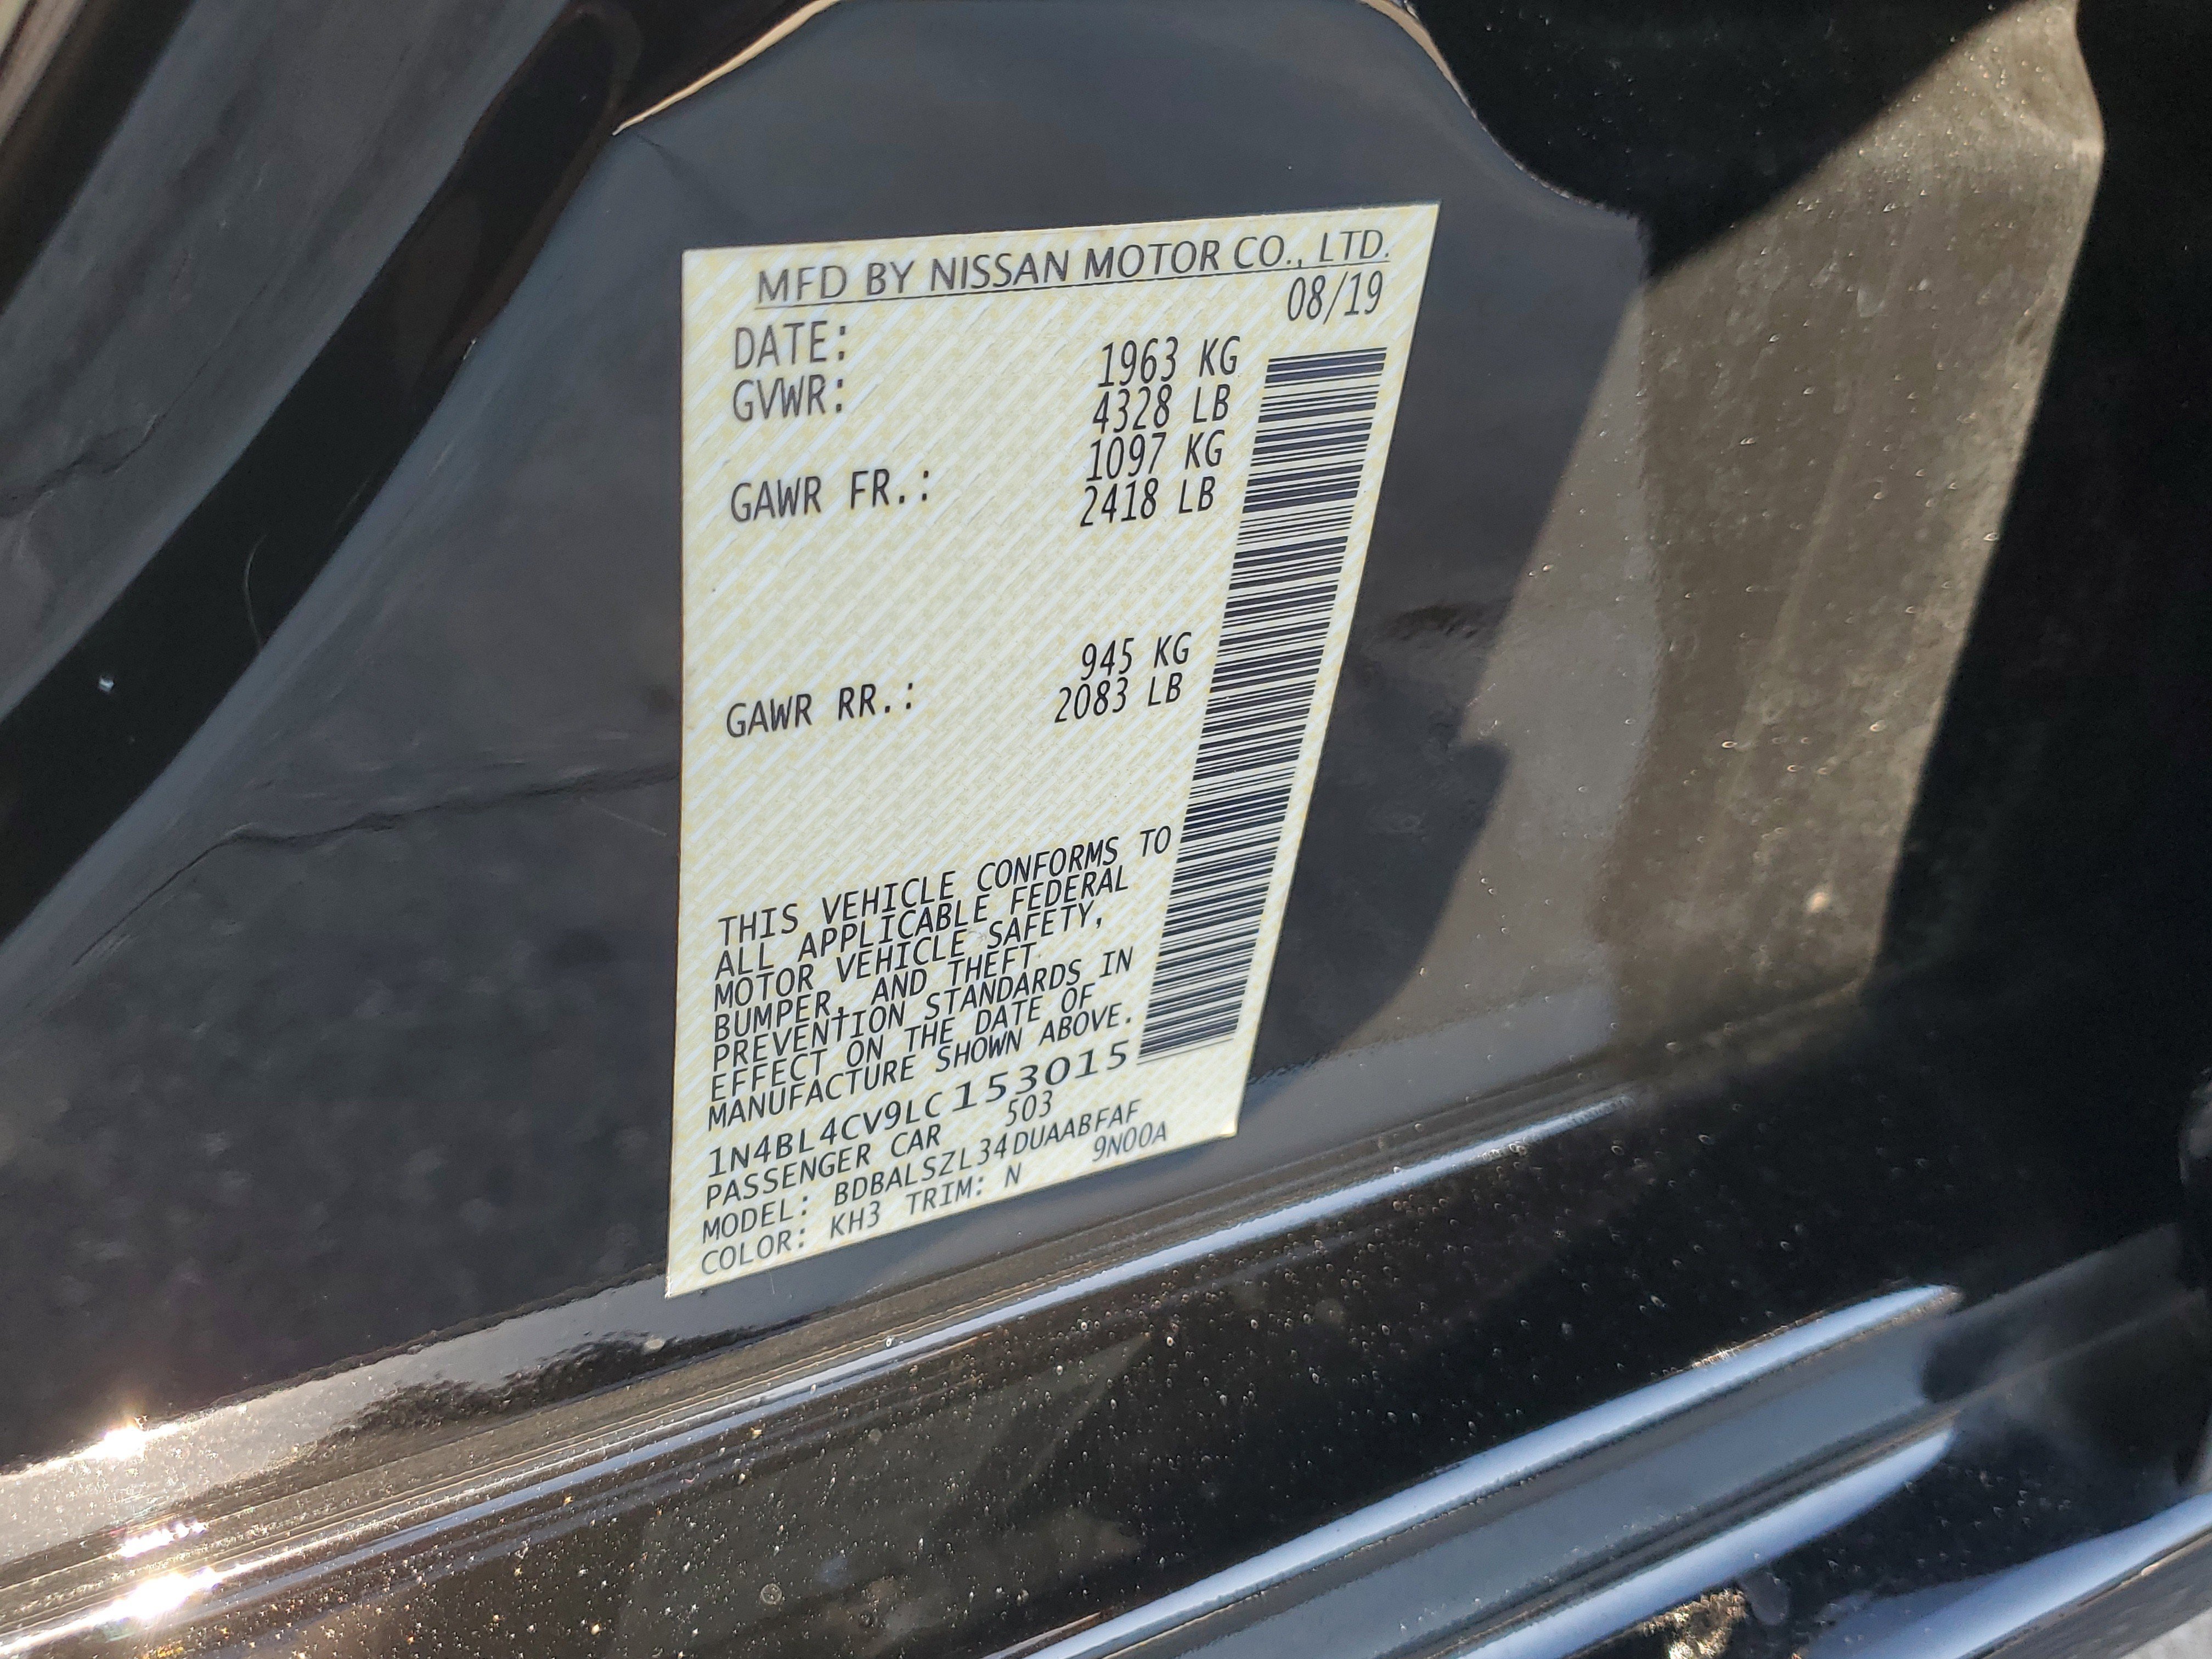 MFD BY NISSAN MOTOR CO., LTD.
DATE: 08/19
GVWR: 1963 KG
4328 LB
GAWR FR.: 1097 KG
2418 LB
GAWR RR.: 945 KG
2083 LB
THIS VEHICLE CONFORMS TO
ALL APPLICABLE FEDERAL
MOTOR VEHICLE SAFETY,
BUMPER, AND THEFT
PREVENTION STANDARDS IN
EFFECT ON THE DATE OF
MANUFACTURE SHOWN ABOVE.
1N4BL4CV9LC153015
PASSENGER CAR 503
MODEL: BDBALSZL34DUAABFAF
COLOR: KH3 TRIM: N 9N00A